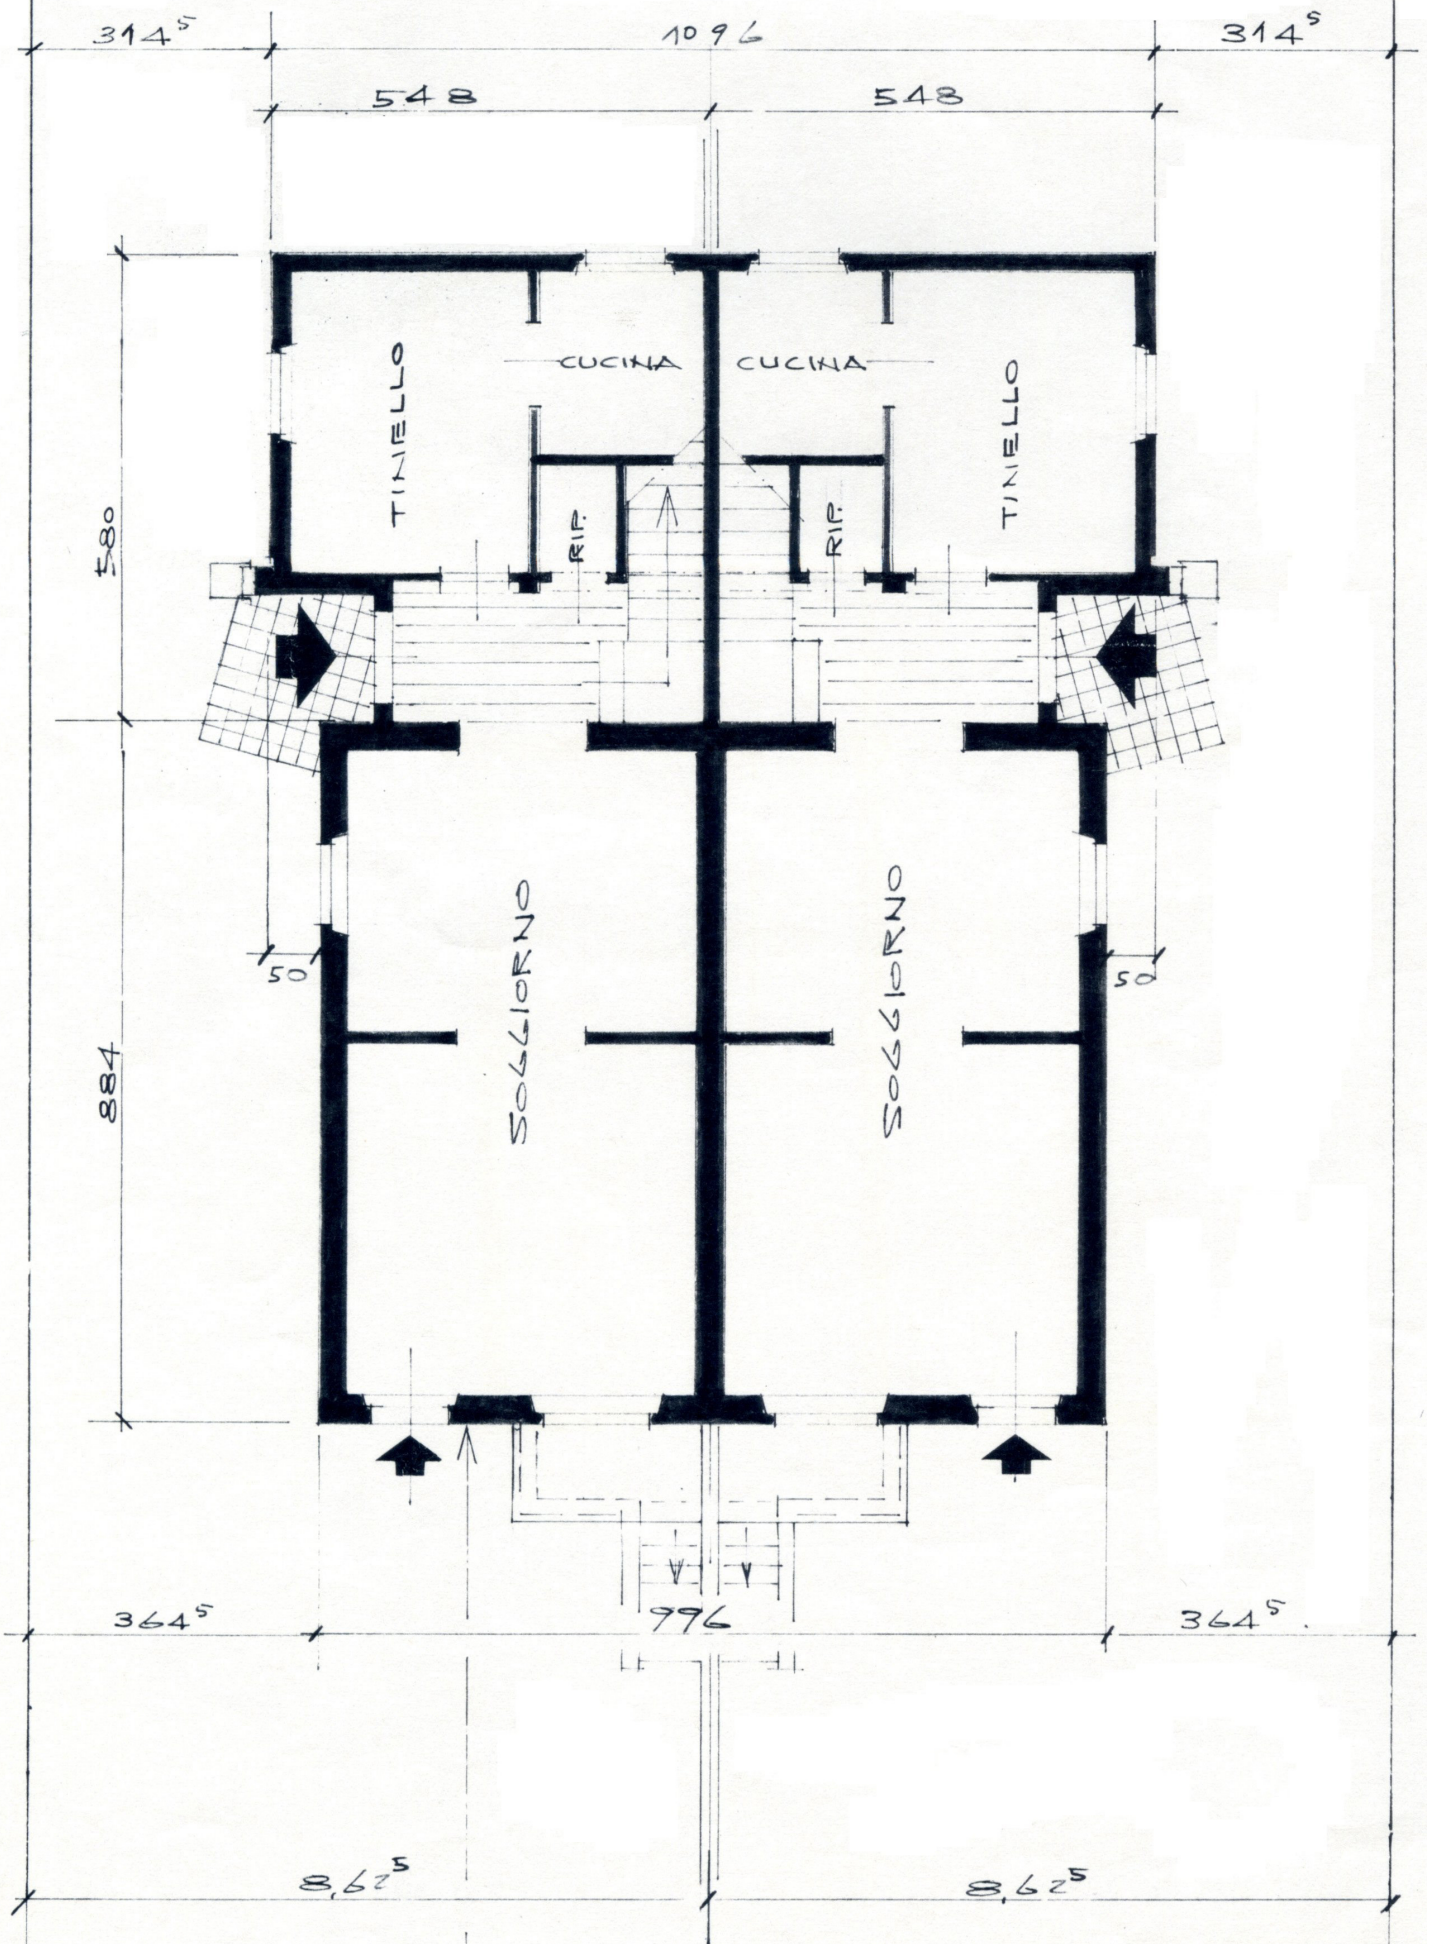 314⁵ 1096 314⁵
548 548
CUCINA CUCINA
TINELLO TINELLO
RIP. RIP.
580
SOGGIORNO SOGGIORNO
50 50
884
364⁵ 996 364⁵
8,62⁵ 8,62⁵